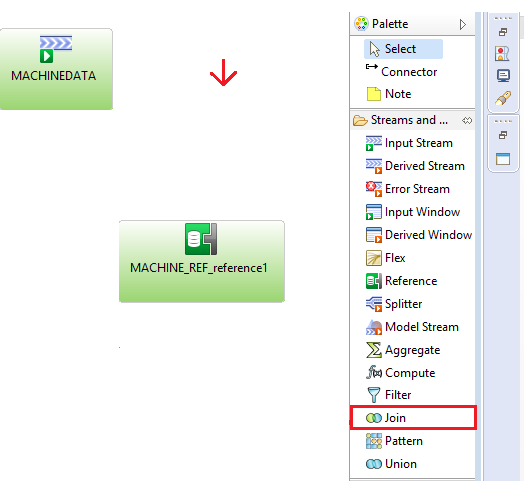 MACHINEDATA
MACHINE_REF_reference1
Palette
Select
Connector
Note
Streams and ...
Input Stream
Derived Stream
Error Stream
Input Window
Derived Window
Flex
Reference
Splitter
Model Stream
Aggregate
Compute
Filter
Join
Pattern
Union